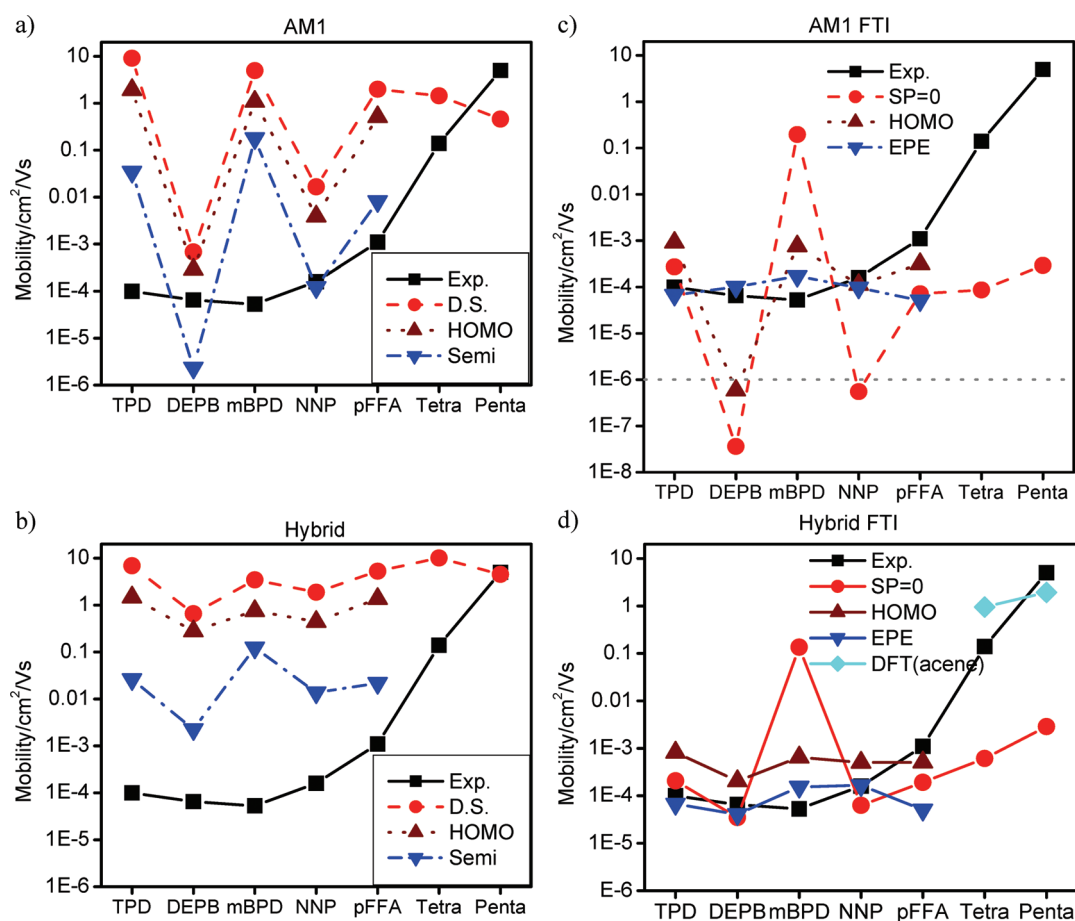 a)
AM1
Mobility/cm²/Vs
10
1
0.1
0.01
1E-3
1E-4
1E-5
1E-6
Exp.
D.S.
HOMO
Semi
TPD DEPB mBPD NNP pFFA Tetra Penta
c)
AM1 FTI
Mobility/cm²/Vs
10
1
0.1
0.01
1E-3
1E-4
1E-5
1E-6
1E-7
1E-8
Exp.
SP=0
HOMO
EPE
TPD DEPB mBPD NNP pFFA Tetra Penta
b)
Hybrid
Mobility/cm²/Vs
10
1
0.1
0.01
1E-3
1E-4
1E-5
1E-6
Exp.
D.S.
HOMO
Semi
TPD DEPB mBPD NNP pFFA Tetra Penta
d)
Hybrid FTI
Mobility/cm²/Vs
10
1
0.1
0.01
1E-3
1E-4
1E-5
1E-6
Exp.
SP=0
HOMO
EPE
DFT(acene)
TPD DEPB mBPD NNP pFFA Tetra Penta